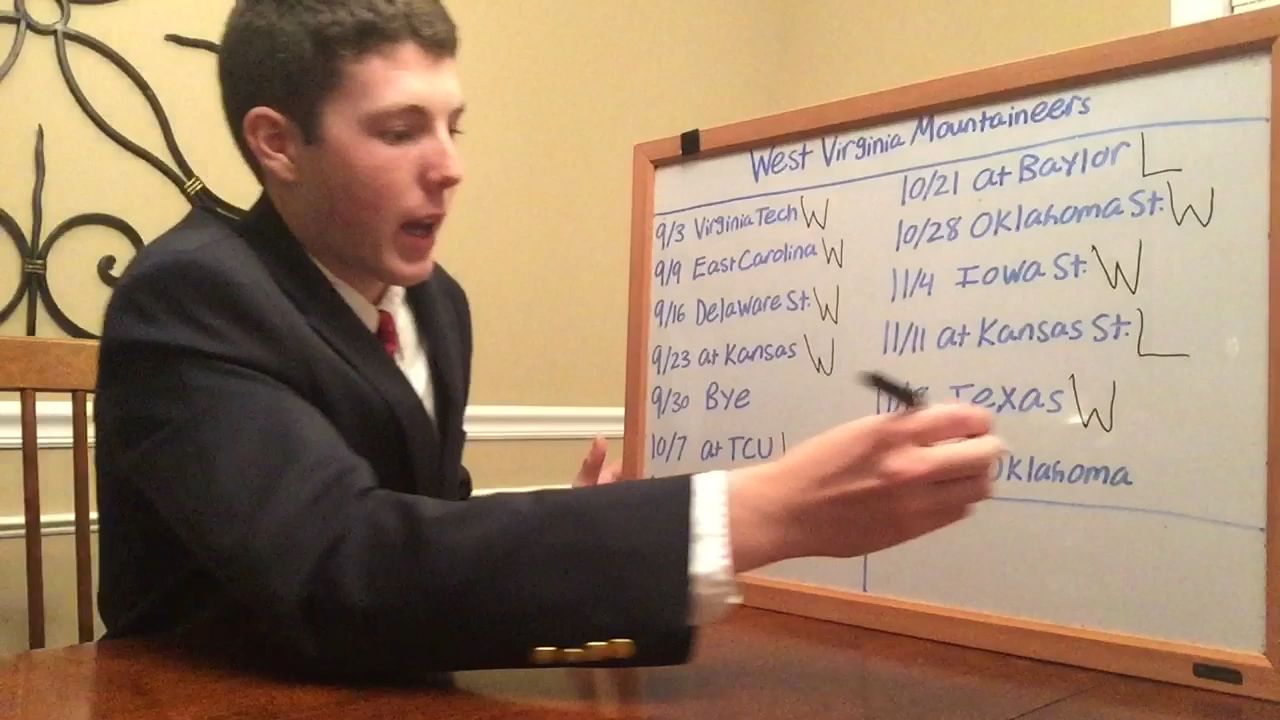 West Virginia Mountaineers
9/3 Virginia Tech W
9/9 East Carolina W
9/16 Delaware St. W
9/23 at Kansas W
9/30 Bye
10/7 at TCU
10/21 at Baylor L
10/28 Oklahoma St. W
11/4 Iowa St. W
11/11 at Kansas St. L
Texas W
Oklahoma